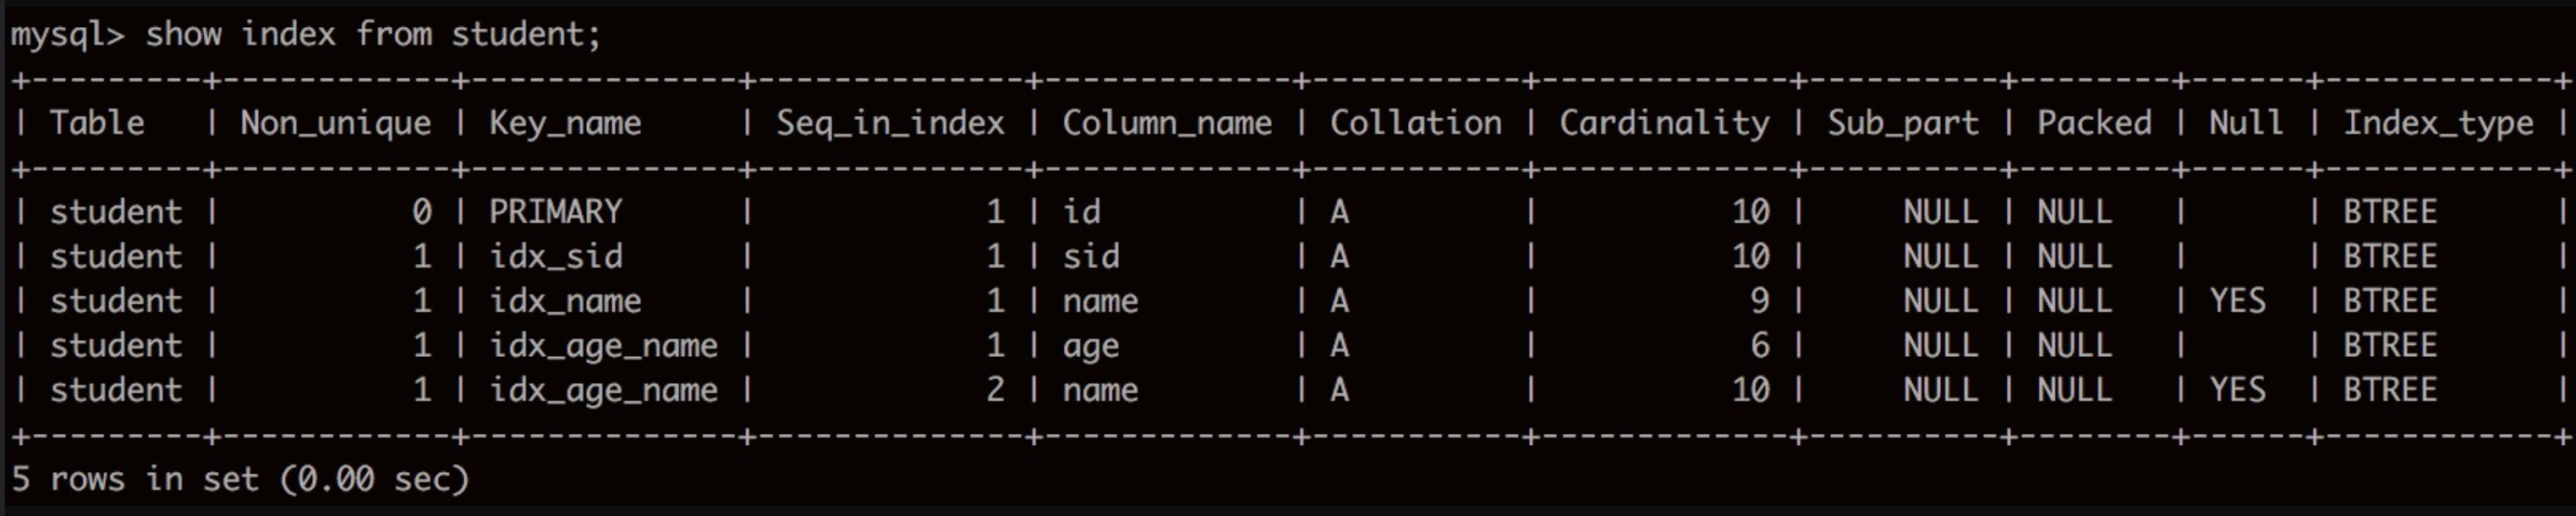 mysql> show index from student;
+---------+------------+--------------+--------------+-------------+-----------+-------------+----------+--------+------+------------+
| Table   | Non_unique | Key_name     | Seq_in_index | Column_name | Collation | Cardinality | Sub_part | Packed | Null | Index_type |
+---------+------------+--------------+--------------+-------------+-----------+-------------+----------+--------+------+------------+
| student |          0 | PRIMARY      |            1 | id          | A         |          10 |     NULL | NULL   |      | BTREE      |
| student |          1 | idx_sid      |            1 | sid         | A         |          10 |     NULL | NULL   |      | BTREE      |
| student |          1 | idx_name     |            1 | name        | A         |           9 |     NULL | NULL   | YES  | BTREE      |
| student |          1 | idx_age_name |            1 | age         | A         |           6 |     NULL | NULL   |      | BTREE      |
| student |          1 | idx_age_name |            2 | name        | A         |          10 |     NULL | NULL   | YES  | BTREE      |
+---------+------------+--------------+--------------+-------------+-----------+-------------+----------+--------+------+------------+
5 rows in set (0.00 sec)